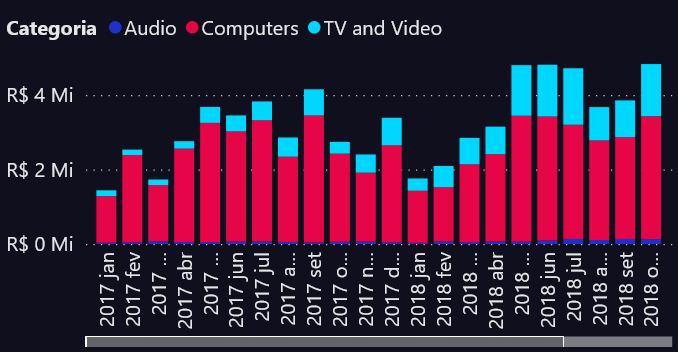 Categoria Audio Computers TV and Video
R$ 4 Mi
R$ 2 Mi
R$ 0 Mi
2017 jan
2017 fev
2017 ...
2017 abr
2017 ...
2017 jun
2017 jul
2017 a...
2017 set
2017 o...
2017 n...
2017 d...
2018 jan
2018 fev
2018 ...
2018 abr
2018 ...
2018 jun
2018 jul
2018 a...
2018 set
2018 o...